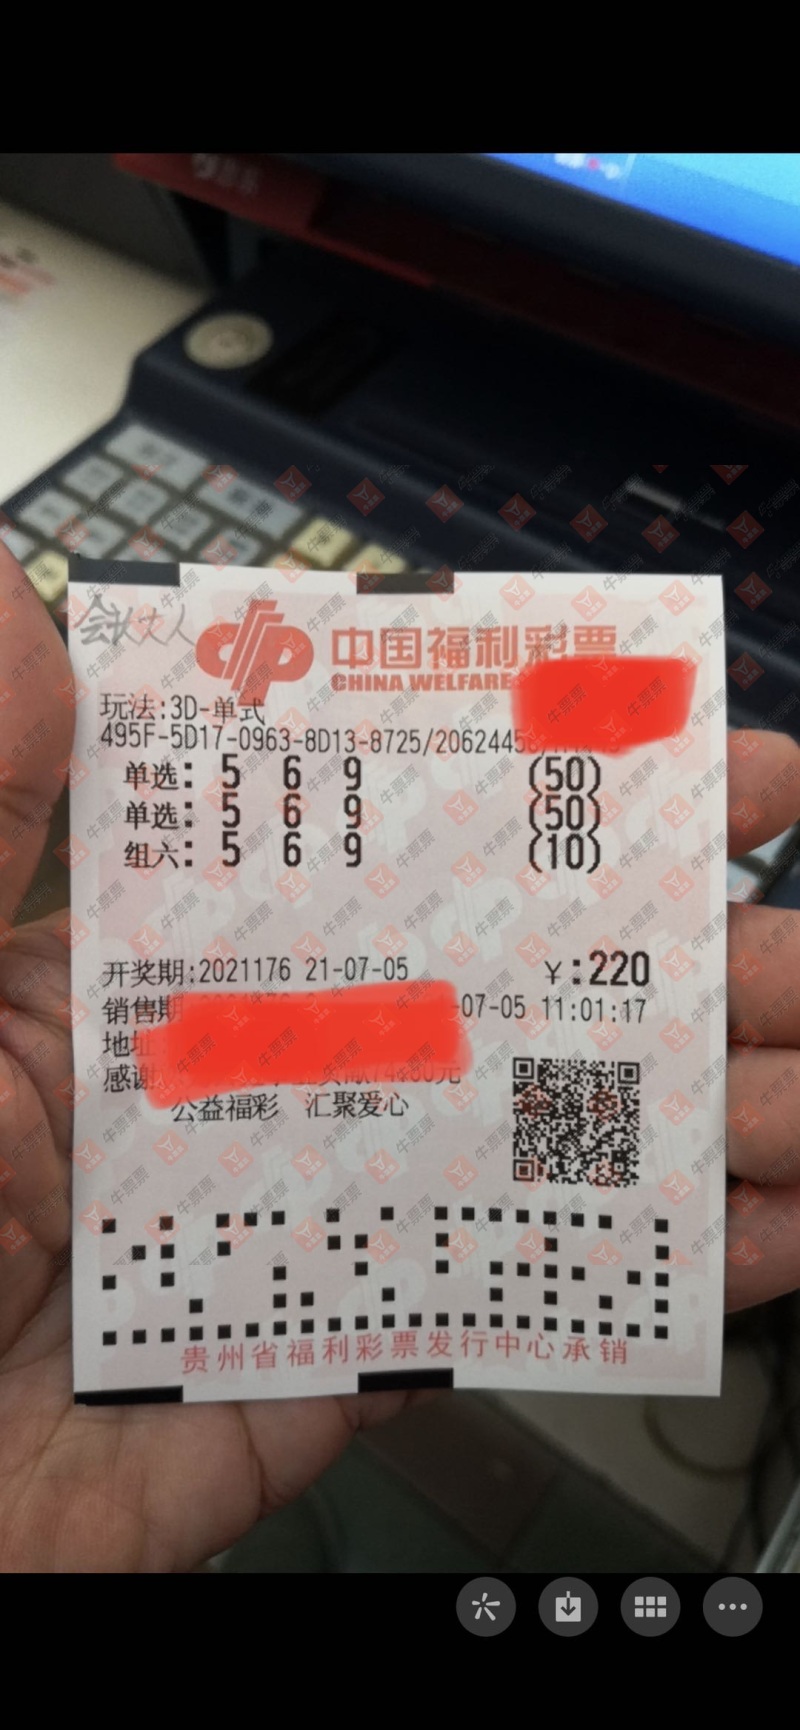 中国福利彩票
CHINA WELFARE
玩法:3D-单式
495F-5D17-0963-8D13-8725/2062445
单选: 5 6 9 (50)
单选: 5 6 9 (50)
组六: 5 6 9 (10)
开奖期:2021176 21-07-05 ￥:220
销售期 -07-05 11:01:17
地址
感谢
公益福彩 汇聚爱心
贵州省福利彩票发行中心承销
牛票票